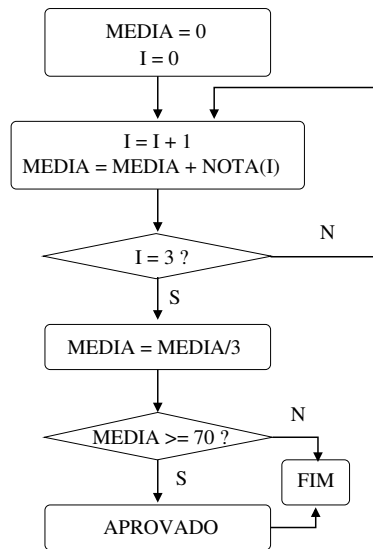 MEDIA = 0
I = 0
I = I + 1
MEDIA = MEDIA + NOTA(I)
I = 3 ?
N
S
MEDIA = MEDIA/3
MEDIA >= 70 ?
N
S
FIM
APROVADO